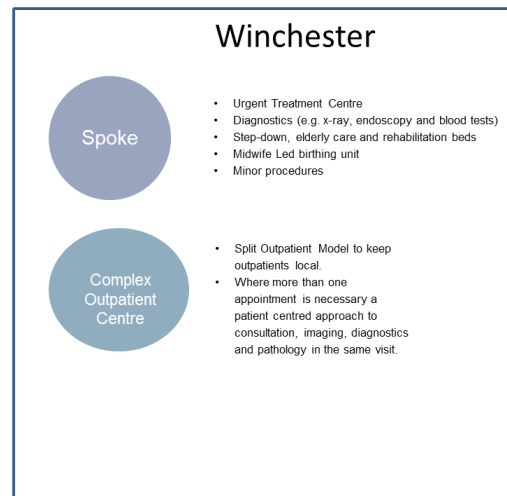 Winchester
Spoke
• Urgent Treatment Centre
• Diagnostics (e.g. x-ray, endoscopy and blood tests)
• Step-down, elderly care and rehabilitation beds
• Midwife Led birthing unit
• Minor procedures
Complex
Outpatient
Centre
• Split Outpatient Model to keep
outpatients local.
• Where more than one
appointment is necessary a
patient centred approach to
consultation, imaging, diagnostics
and pathology in the same visit.